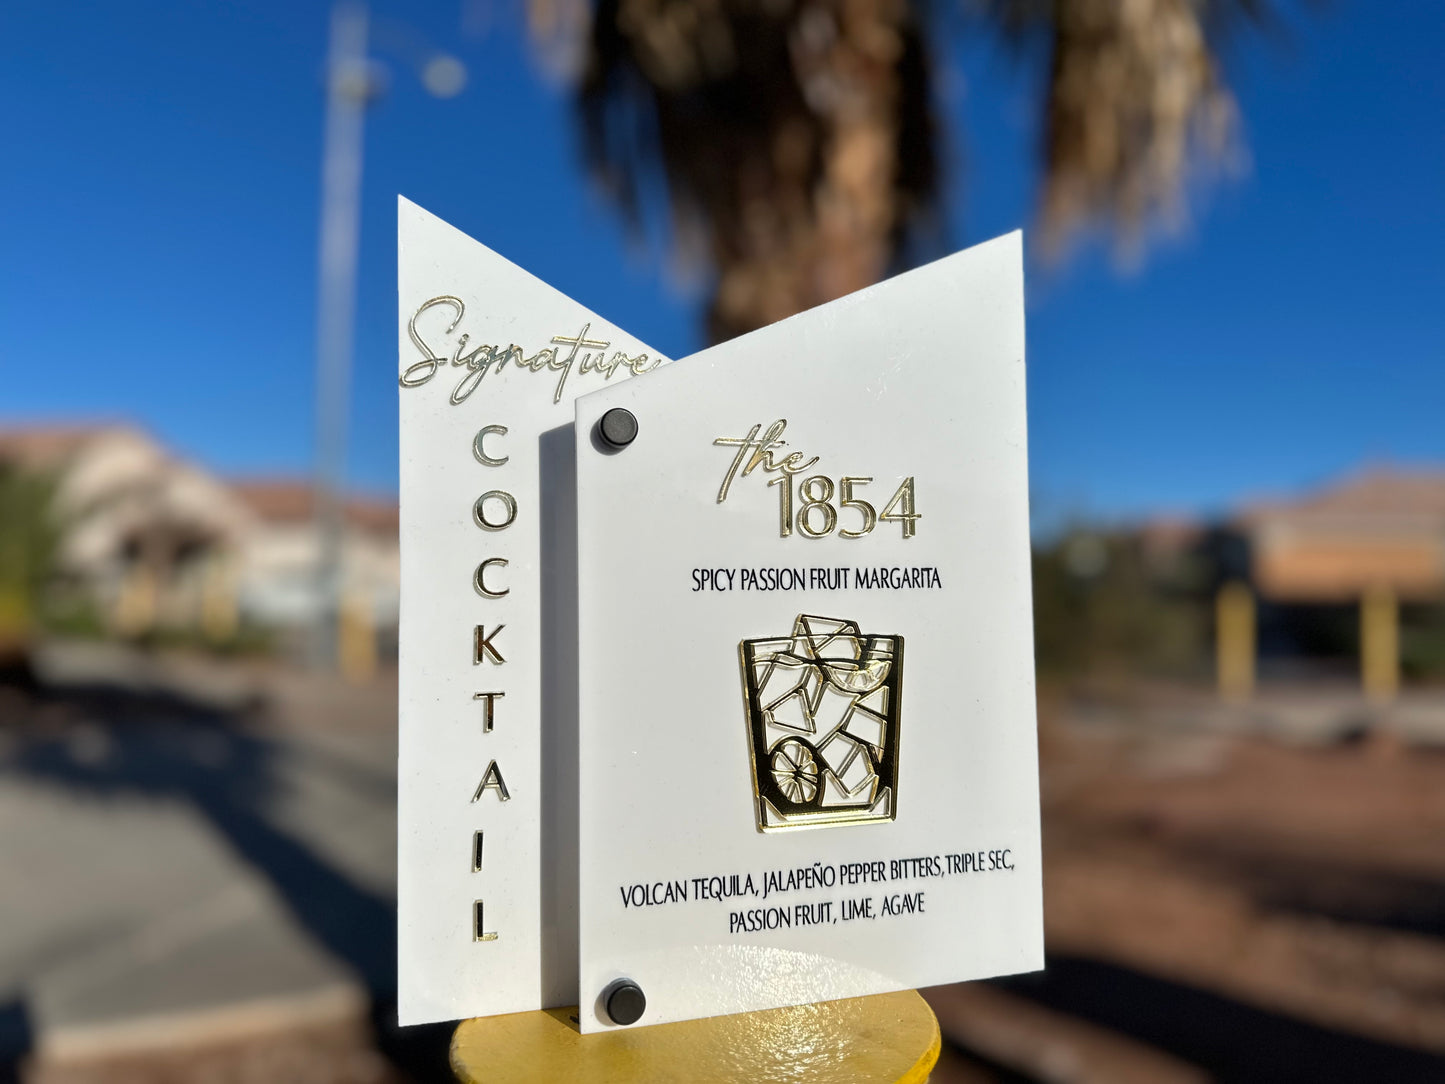 Signature
COCKTAIL
the
1854
SPICY PASSION FRUIT MARGARITA
VOLCAN TEQUILA, JALAPEÑO PEPPER BITTERS, TRIPLE SEC,
PASSION FRUIT, LIME, AGAVE